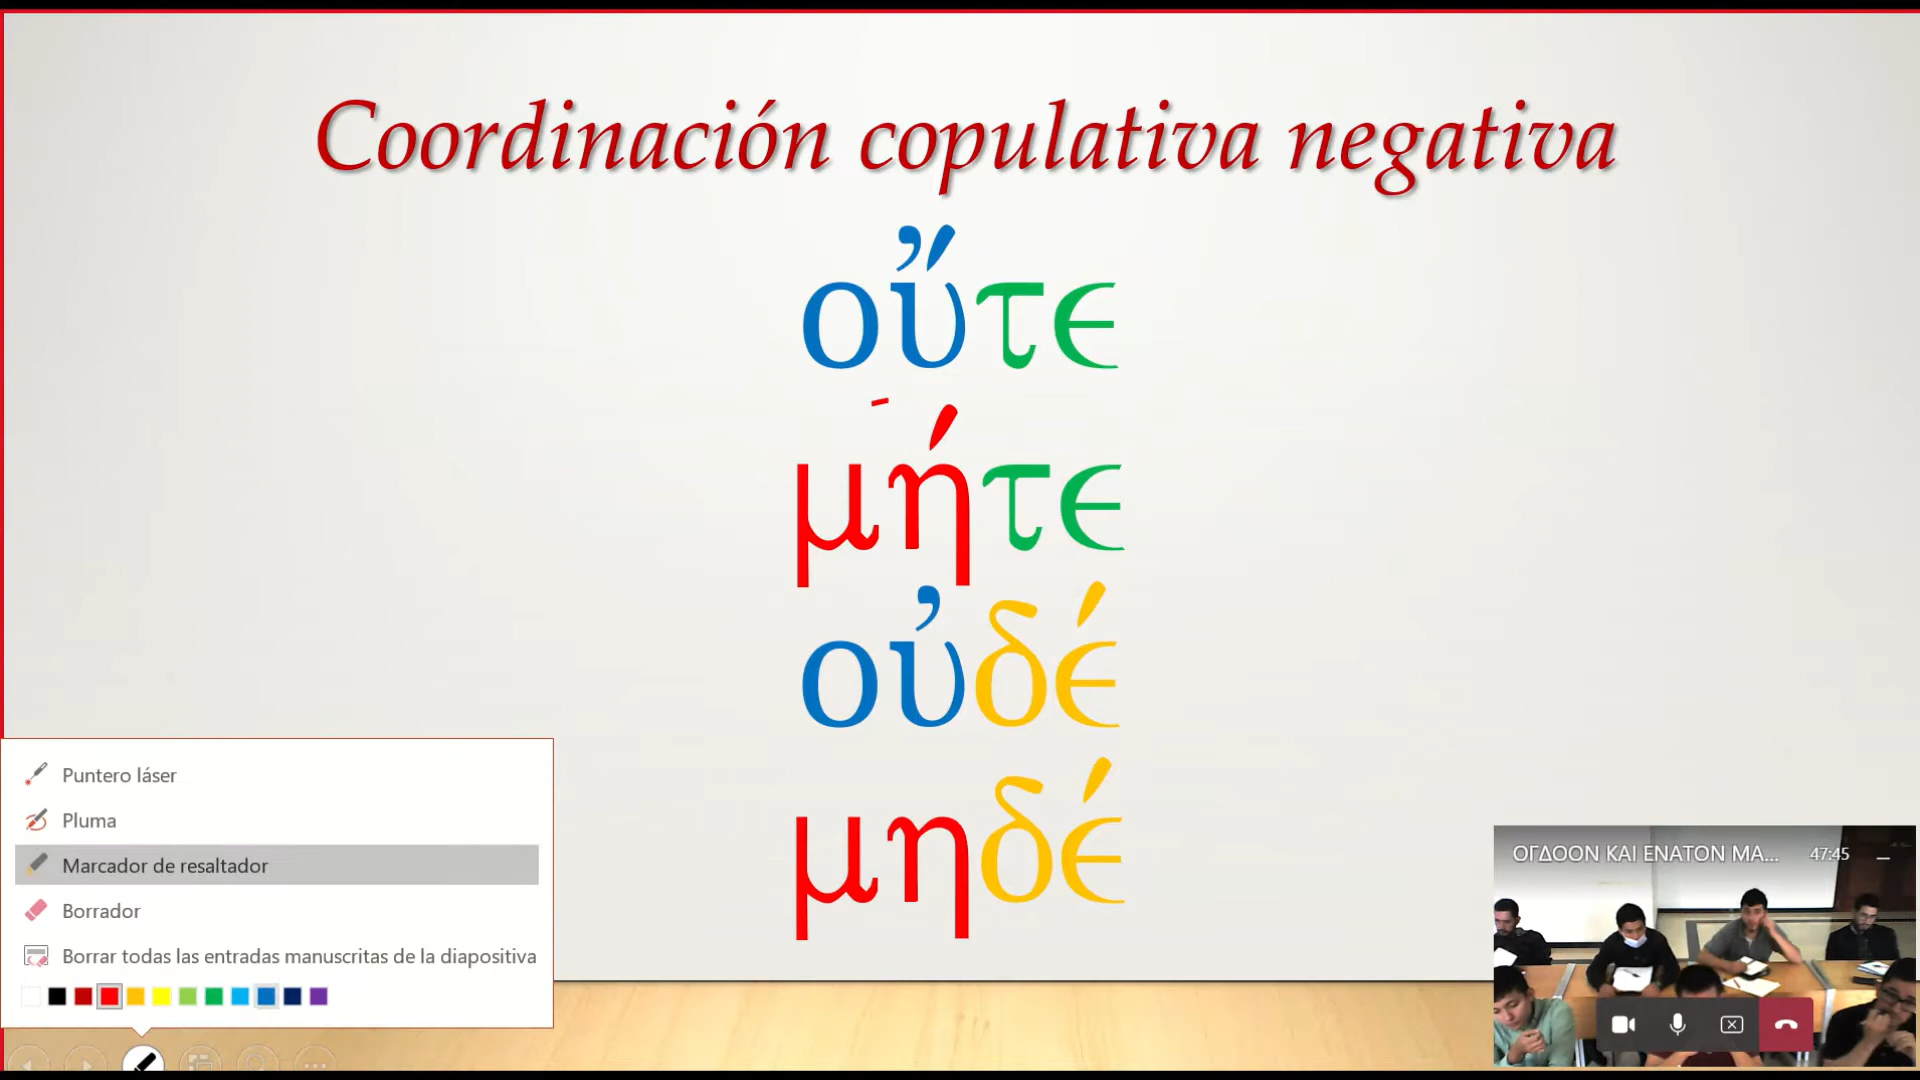 Coordinación copulativa negativa
οὔτε
μήτε
οὐδέ
μηδέ
Puntero láser
Pluma
Marcador de resaltador
Borrador
Borrar todas las entradas manuscritas de la diapositiva
ΟΓΔΟΟΝ ΚΑΙ ΕΝΑΤΟΝ ΜΑ... 47:45